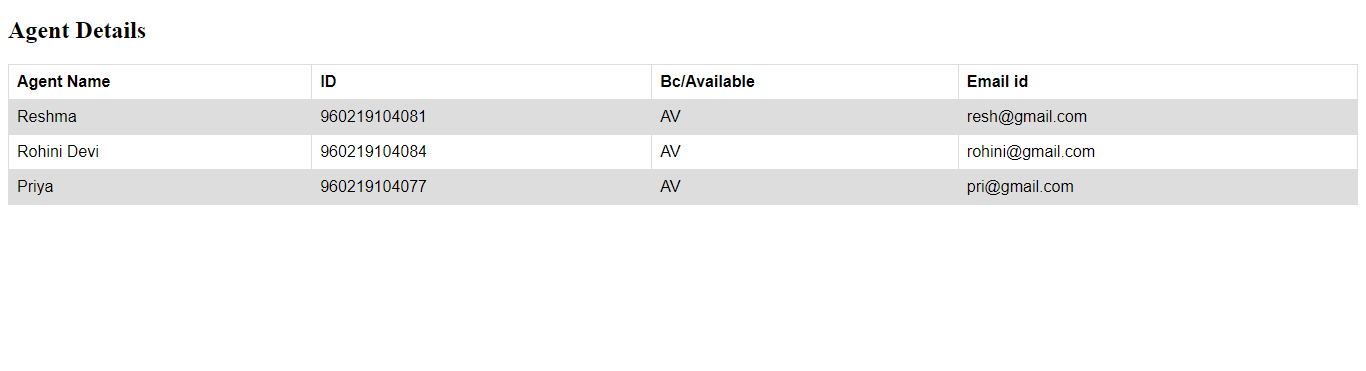 Agent Details
Agent Name ID Bc/Available Email id
Reshma 960219104081 AV resh@gmail.com
Rohini Devi 960219104084 AV rohini@gmail.com
Priya 960219104077 AV pri@gmail.com